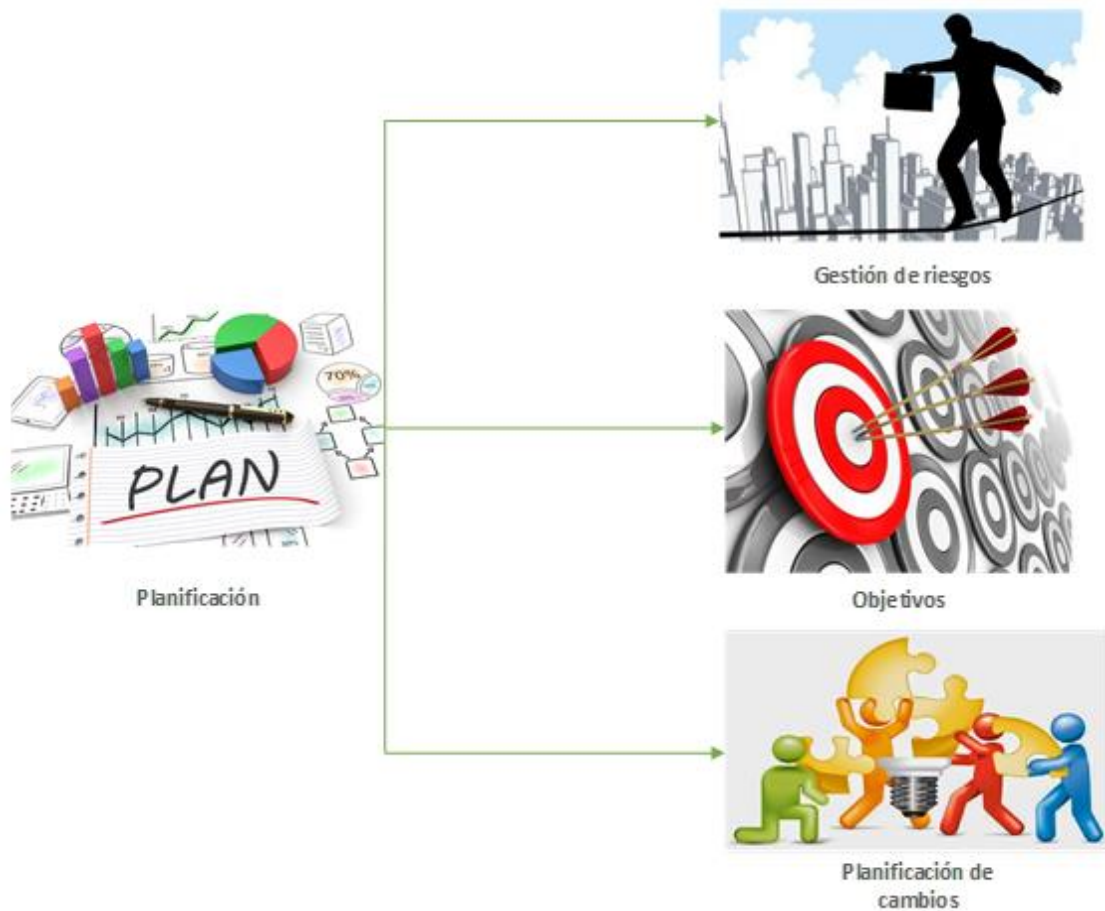 Gestión de riesgos
70%
PLAN
Planificación
Objetivos
Planificación de
cambios